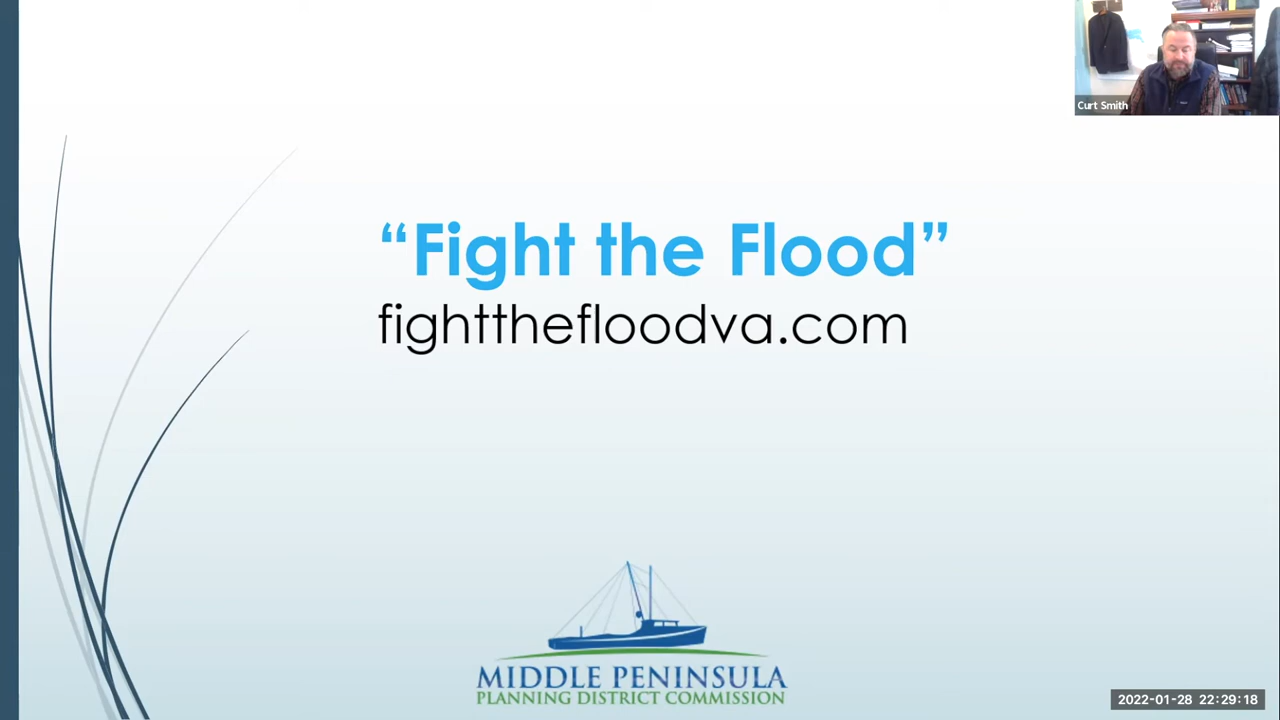 Curt Smith
“Fight the Flood”
fightthefloodva.com
MIDDLE PENINSULA
PLANNING DISTRICT COMMISSION
2022-01-28 22:29:18